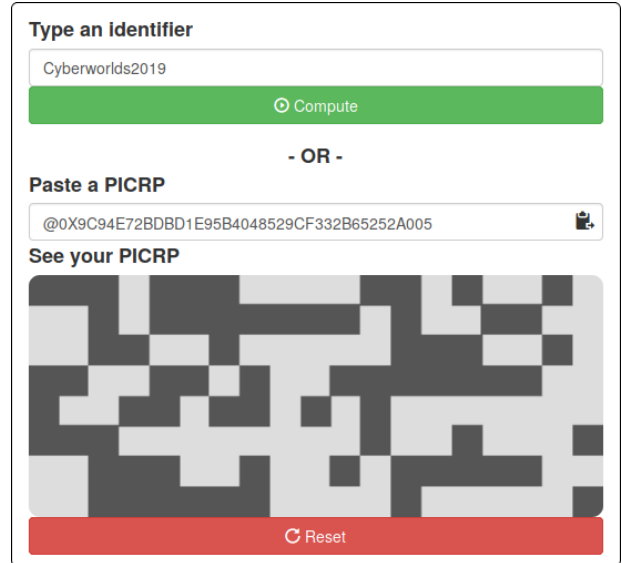 Type an identifier
Cyberworlds2019
Compute
- OR -
Paste a PICRP
@0X9C94E72BDBD1E95B4048529CF332B65252A005
See your PICRP
Reset